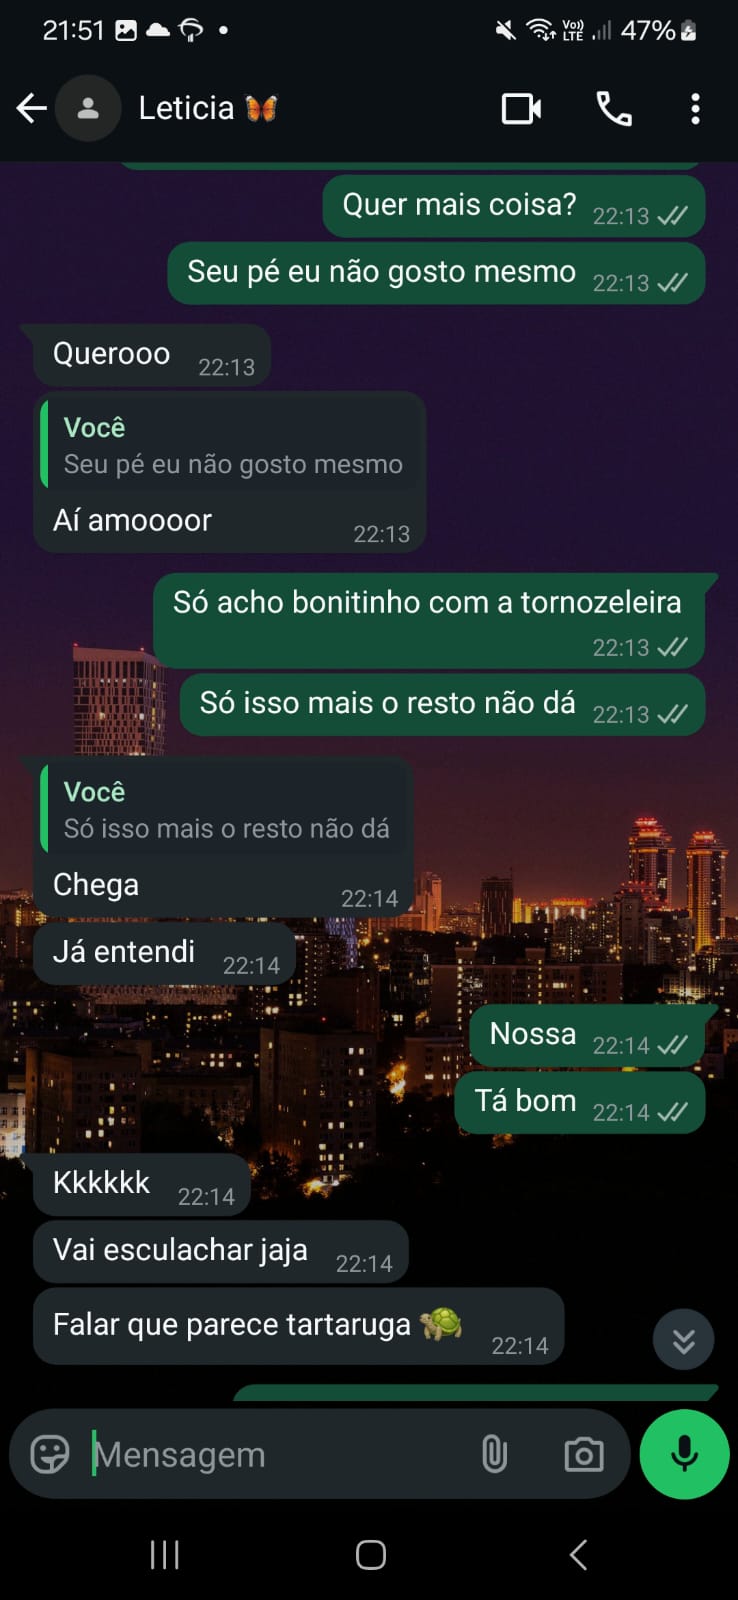 21:51
Vo)) LTE 47%
Leticia 🦋
Quer mais coisa? 22:13
Seu pé eu não gosto mesmo 22:13
Querooo 22:13
Você
Seu pé eu não gosto mesmo
Aí amoooor 22:13
Só acho bonitinho com a tornozeleira
22:13
Só isso mais o resto não dá 22:13
Você
Só isso mais o resto não dá
Chega 22:14
Já entendi 22:14
Nossa 22:14
Tá bom 22:14
Kkkkkk 22:14
Vai esculachar jaja 22:14
Falar que parece tartaruga 🐢 22:14
Mensagem